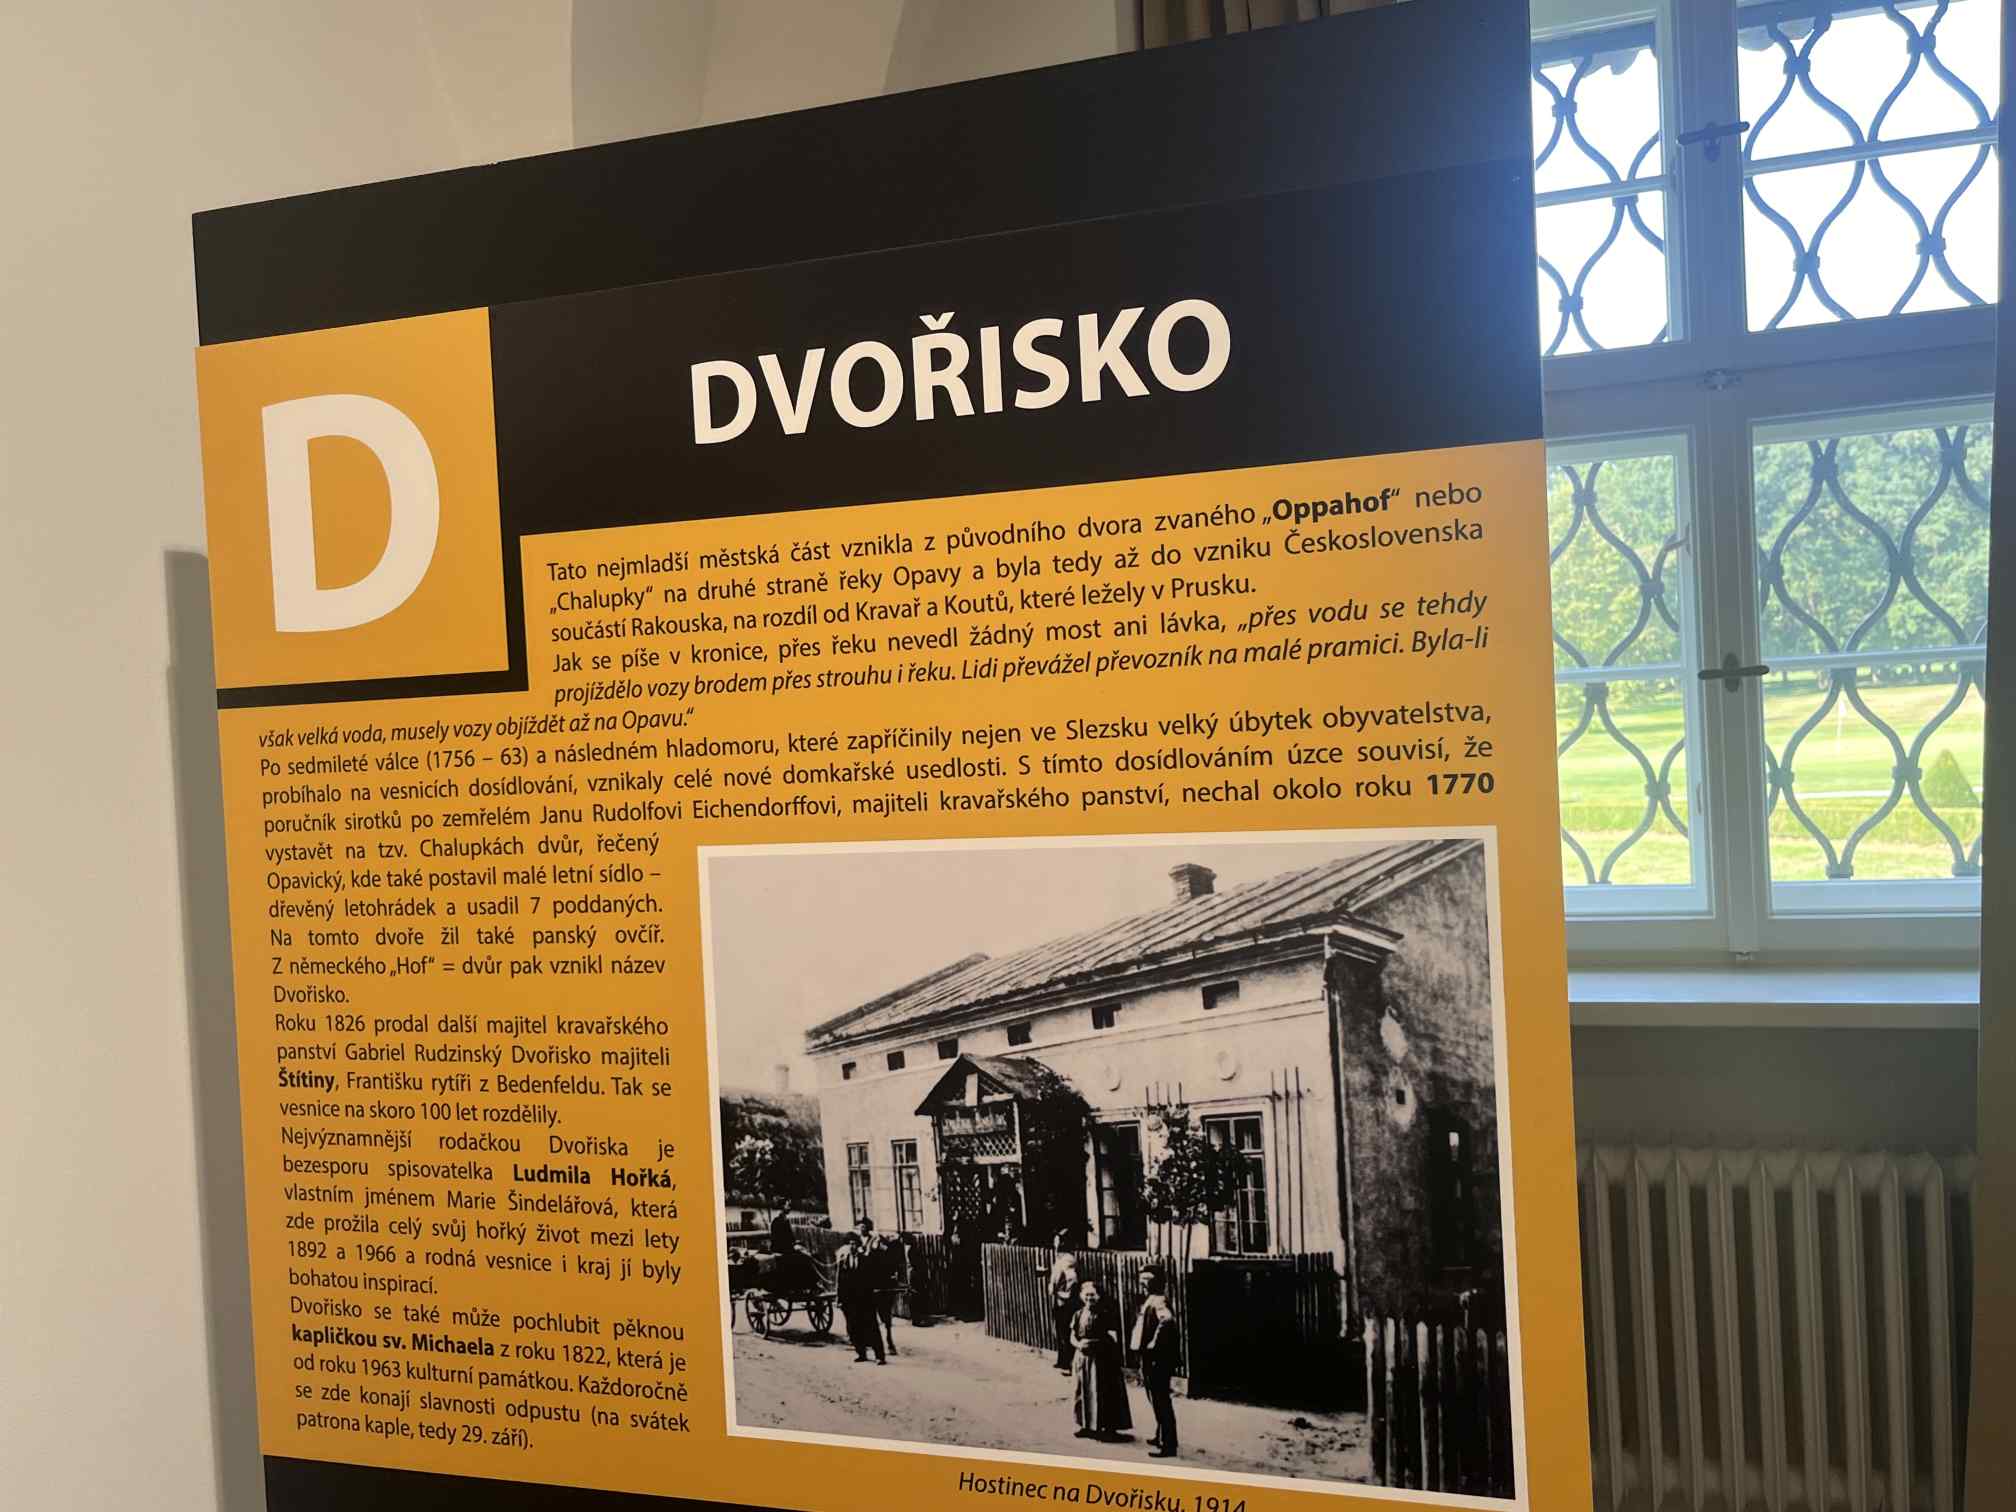 D
DVOŘISKO
Tato nejmladší městská část vznikla z původního dvora zvaného „Oppahof“ nebo
„Chalupky“ na druhé straně řeky Opavy a byla tedy až do vzniku Československa
součástí Rakouska, na rozdíl od Kravař a Koutů, které ležely v Prusku.
Jak se píše v kronice, přes řeku nevedl žádný most ani lávka, „přes vodu se tehdy
projíždělo vozy brodem přes strouhu i řeku. Lidi převážel převozník na malé pramici. Byla-li
však velká voda, musely vozy objíždět až na Opavu.“
Po sedmileté válce (1756 – 63) a následném hladomoru, které zapříčinily nejen ve Slezsku velký úbytek obyvatelstva,
probíhalo na vesnicích dosídlování, vznikaly celé nové domkařské usedlosti. S tímto dosídlováním úzce souvisí, že
poručník sirotků po zemřelém Janu Rudolfovi Eichendorffovi, majiteli kravařského panství, nechal okolo roku 1770
vystavět na tzv. Chalupkách dvůr, řečený
Opavický, kde také postavil malé letní sídlo –
dřevěný letohrádek a usadil 7 poddaných.
Na tomto dvoře žil také panský ovčíř.
Z německého „Hof“ = dvůr pak vznikl název
Dvořisko.
Roku 1826 prodal další majitel kravařského
panství Gabriel Rudzinský Dvořisko majiteli
Štítiny, Františku rytíři z Bedenfeldu. Tak se
vesnice na skoro 100 let rozdělily.
Nejvýznamnější rodačkou Dvořiska je
bezesporu spisovatelka Ludmila Hořká,
vlastním jménem Marie Šindelářová, která
zde prožila celý svůj hořký život mezi lety
1892 a 1966 a rodná vesnice i kraj jí byly
bohatou inspirací.
Dvořisko se také může pochlubit pěknou
kapličkou sv. Michaela z roku 1822, která je
od roku 1963 kulturní památkou. Každoročně
se zde konají slavnosti odpustu (na svátek
patrona kaple, tedy 29. září).
Hostinec na Dvořisku, 1914